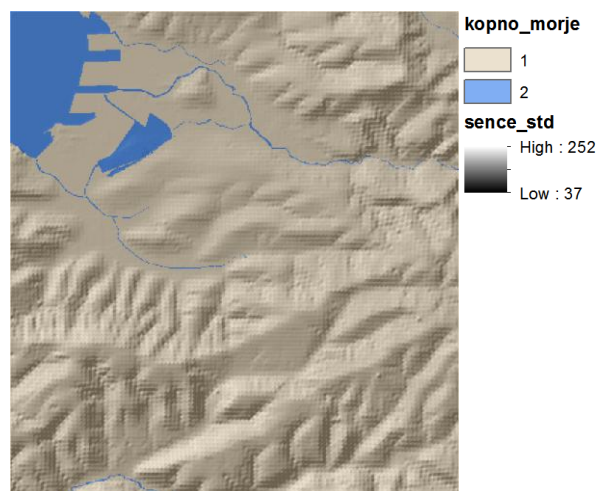 kopno_morje
1
2
sence_std
High : 252
Low : 37